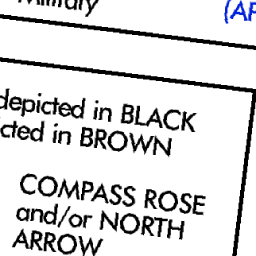 Military (AF
depicted in BLACK
cted in BROWN
COMPASS ROSE
and/or NORTH
ARROW